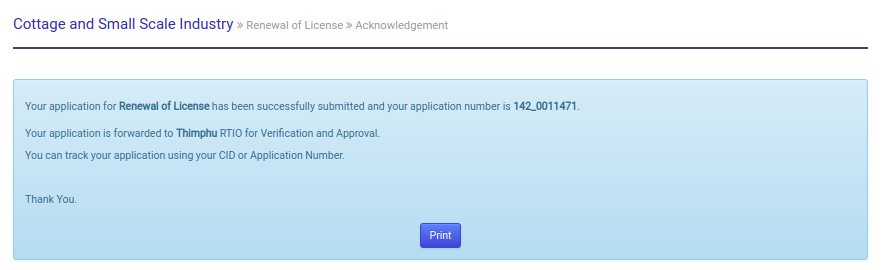 Cottage and Small Scale Industry » Renewal of License » Acknowledgement
Your application for Renewal of License has been successfully submitted and your application number is 142_0011471.
Your application is forwarded to Thimphu RTIO for Verification and Approval.
You can track your application using your CID or Application Number.
Thank You.
Print